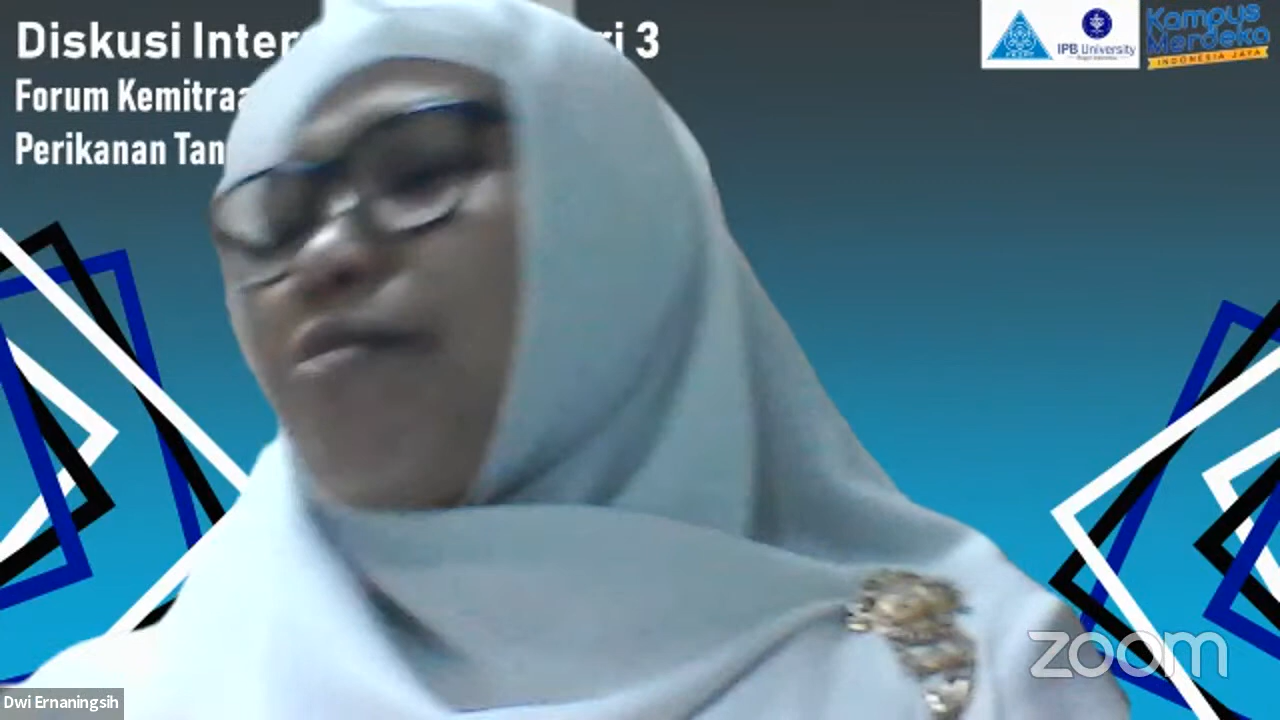 Diskusi Inter
ri 3
Forum Kemitraa
Perikanan Tan
IPB University
Kampus
Merdeka
INDONESIA JAYA
zoom
Dwi Ernaningsih